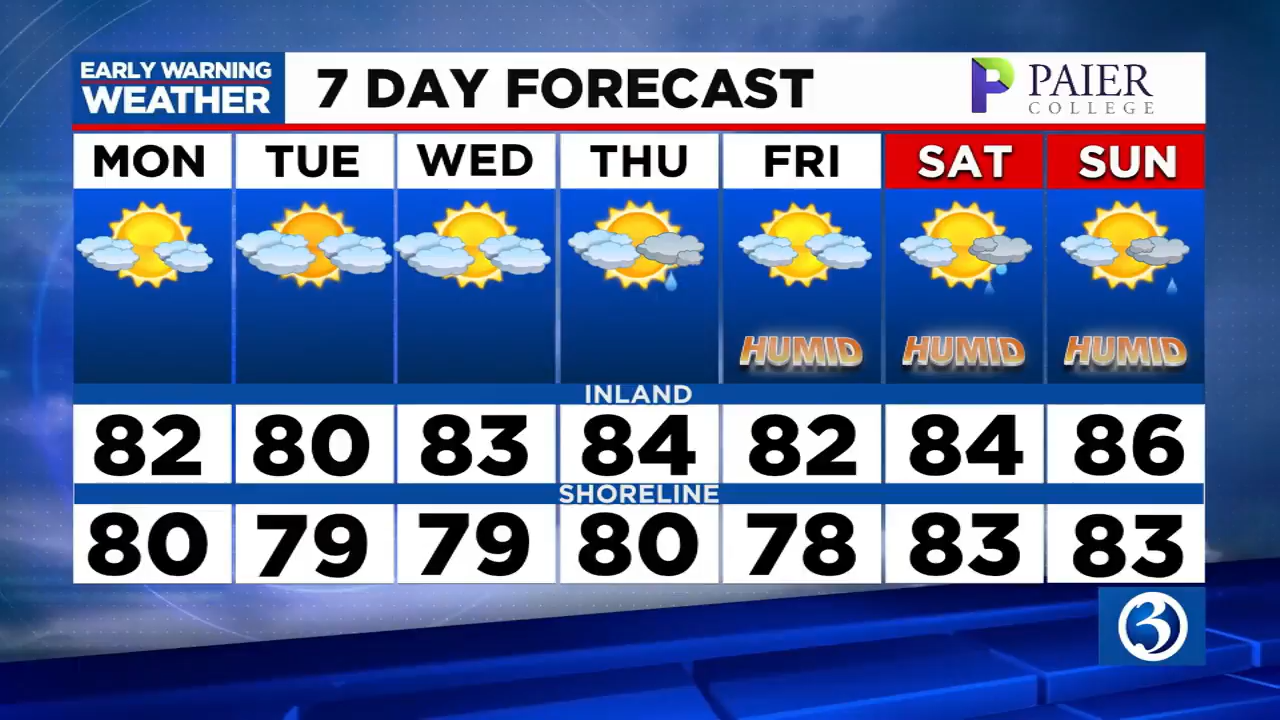 EARLY WARNING
WEATHER
7 DAY FORECAST
PAIER
COLLEGE
MON TUE WED THU FRI SAT SUN
HUMID HUMID HUMID
INLAND
82 80 83 84 82 84 86
SHORELINE
80 79 79 80 78 83 83
3